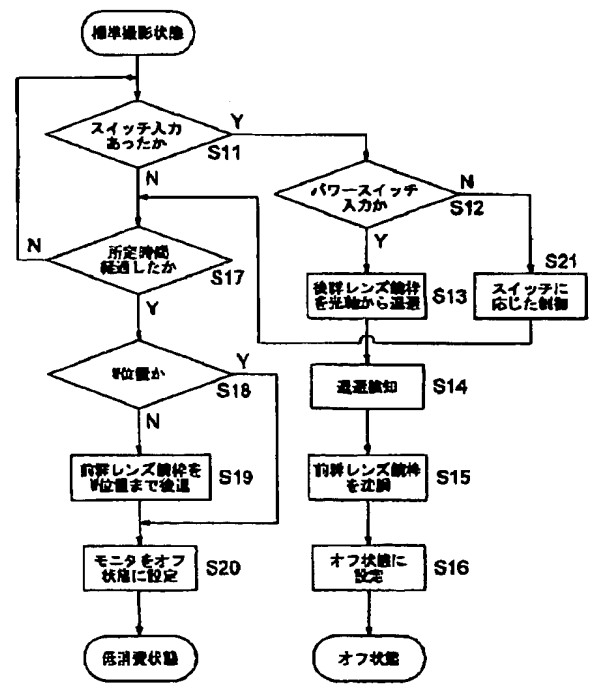 標準撮影状態
スイッチ入力
あったか
Y
S11
N
パワースイッチ
入力か
N
S12
Y
所定時間
経過したか
N
S17
Y
後群レンズ鏡枠
を光軸から退避
S13
S21
スイッチに
応じた制御
W位置か
Y
S18
N
退避検知
S14
前群レンズ鏡枠を
W位置まで後退
S19
前群レンズ鏡枠
を沈胴
S15
モニタをオフ
状態に設定
S20
オフ状態に
設定
S16
低消費状態
オフ状態